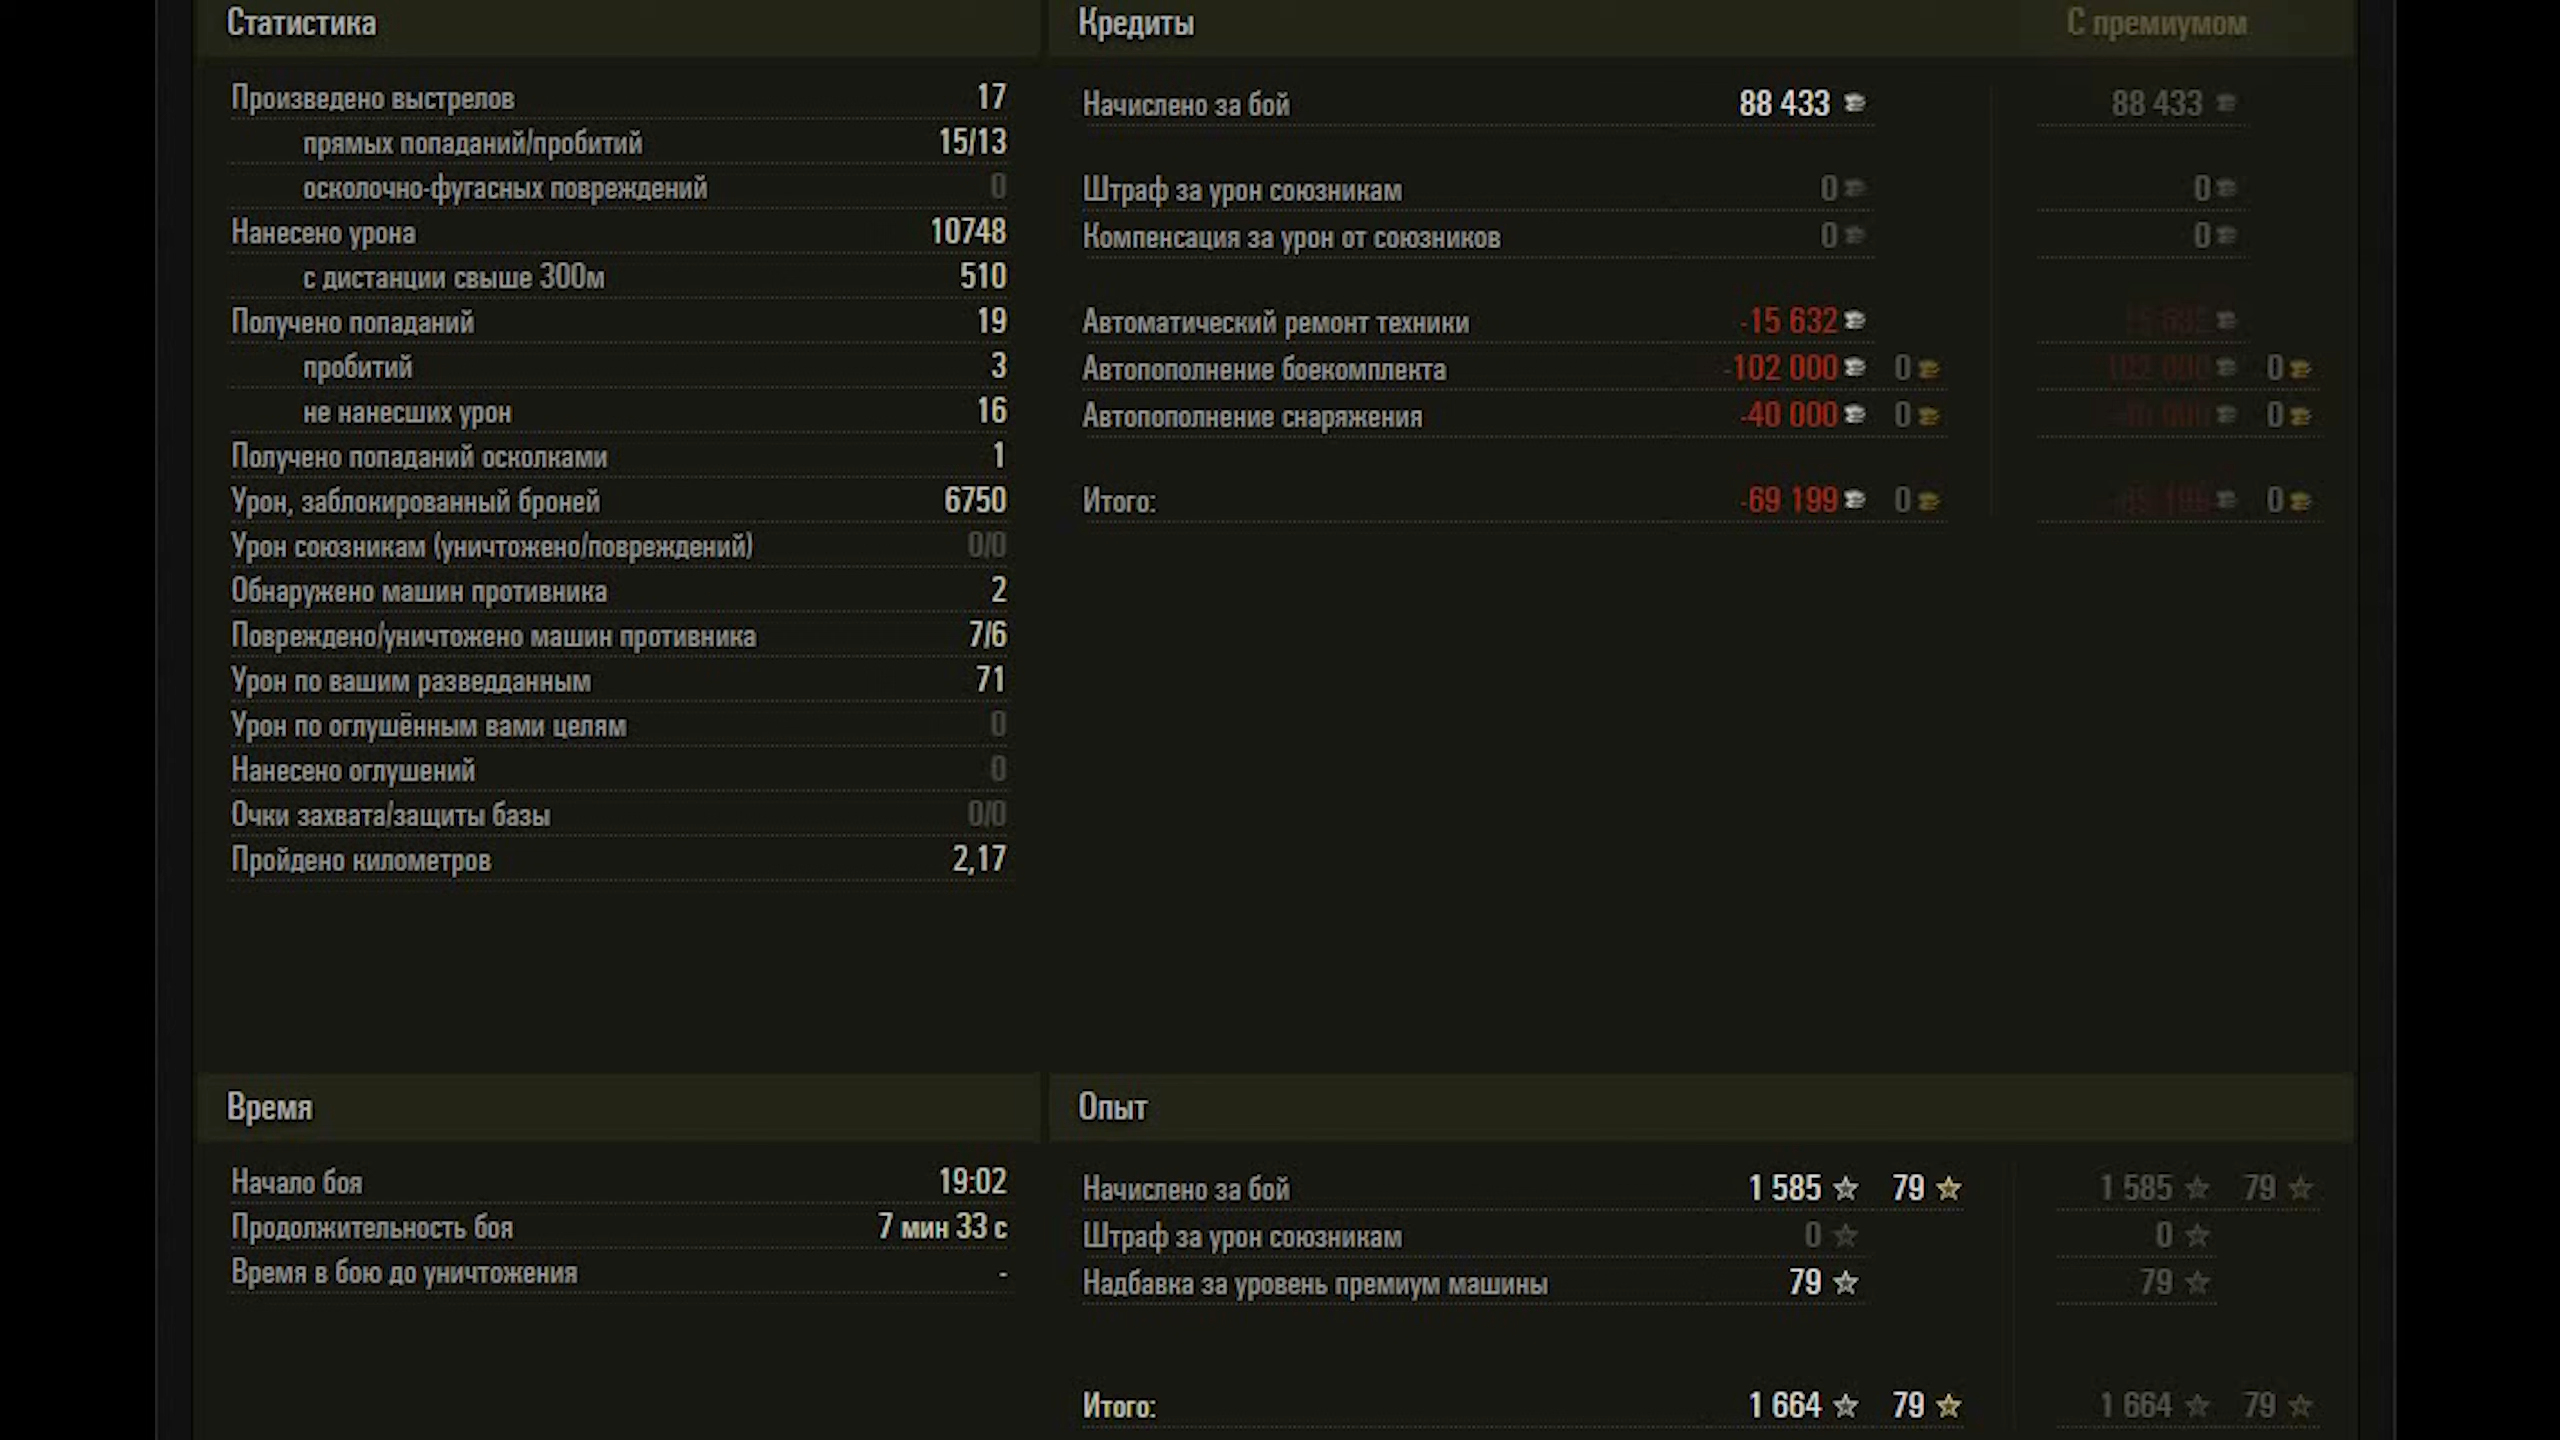 Статистика
Произведено выстрелов 17
прямых попаданий/пробитий 15/13
осколочно-фугасных повреждений 0
Нанесено урона 10748
с дистанции свыше 300м 510
Получено попаданий 19
пробитий 3
не нанесших урон 16
Получено попаданий осколками 1
Урон, заблокированный броней 6750
Урон союзникам (уничтожено/повреждений) 0/0
Обнаружено машин противника 2
Повреждено/уничтожено машин противника 7/6
Урон по вашим разведданным 71
Урон по оглушённым вами целям 0
Нанесено оглушений 0
Очки захвата/защиты базы 0/0
Пройдено километров 2,17
Кредиты С премиумом
Начислено за бой 88 433 88 433
Штраф за урон союзникам 0 0
Компенсация за урон от союзников 0 0
Автоматический ремонт техники -15 632 -15 632
Автопополнение боекомплекта -102 000 0 -102 000 0
Автопополнение снаряжения -40 000 0 -40 000 0
Итого: -69 199 0 -69 199 0
Время
Начало боя 19:02
Продолжительность боя 7 мин 33 с
Время в бою до уничтожения -
Опыт
Начислено за бой 1 585 79 1 585 79
Штраф за урон союзникам 0 0
Надбавка за уровень премиум машины 79 79
Итого: 1 664 79 1 664 79